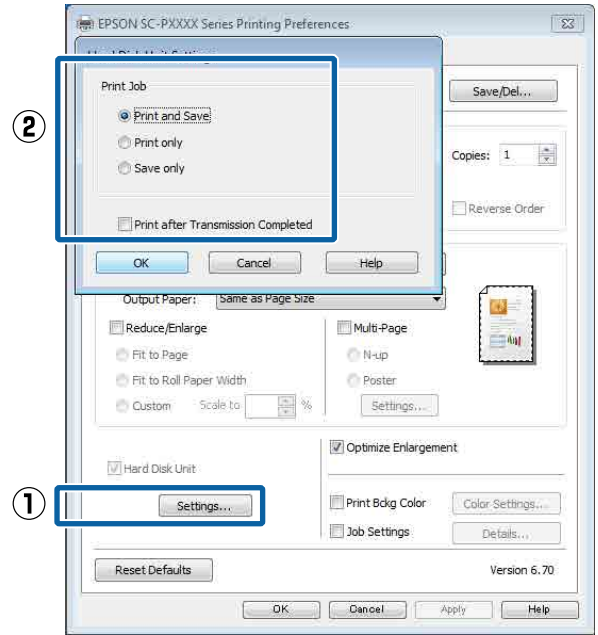 EPSON SC-PXXXX Series Printing Preferences
Print Job
Print and Save
Print only
Save only
Print after Transmission Completed
OK Cancel Help
Save/Del...
Copies: 1
Reverse Order
Output Paper: Same as Page Size
Reduce/Enlarge
Fit to Page
Fit to Roll Paper Width
Custom Scale to %
Multi-Page
N-up
Poster
Settings...
Hard Disk Unit
Settings...
Optimize Enlargement
Print Bckg Color Color Settings...
Job Settings Details...
Reset Defaults Version 6.70
OK Cancel Apply Help
②
①